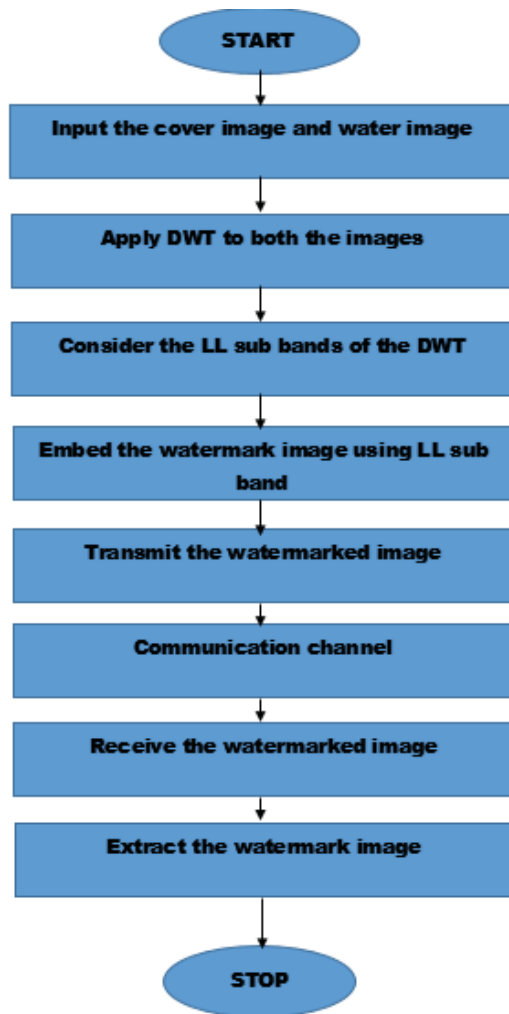 START
Input the cover image and water image
Apply DWT to both the images
Consider the LL sub bands of the DWT
Embed the watermark image using LL sub
band
Transmit the watermarked image
Communication channel
Receive the watermarked image
Extract the watermark image
STOP